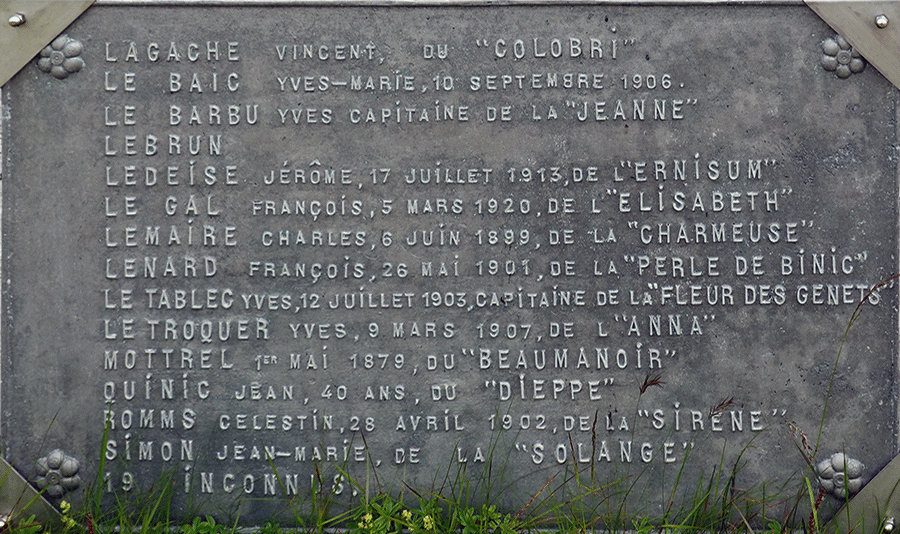 LAGACHE VINCENT, DU "COLOBRI"
LE BAIC YVES-MARIE, 10 SEPTEMBRE 1906.
LE BARBU YVES CAPITAINE DE LA "JEANNE"
LEBRUN
LEDEISE JÉRÔME, 17 JUILLET 1913, DE L'"ERNISUM"
LE GAL FRANÇOIS, 5 MARS 1920, DE L'"ELISABETH"
LEMAIRE CHARLES, 6 JUIN 1899, DE LA "CHARMEUSE"
LENARD FRANÇOIS, 26 MAI 1901, DE LA "PERLE DE BINIC"
LE TABLEC YVES, 12 JUILLET 1903, CAPITAINE DE LA "FLEUR DES GENETS"
LE TROQUER YVES, 9 MARS 1907, DE L'"ANNA"
MOTTREL 1ER MAI 1879, DU "BEAUMANOIR"
QUINIC JEAN, 40 ANS, DU "DIEPPE"
ROMMS CELESTIN, 28 AVRIL 1902, DE LA "SIRENE"
SIMON JEAN-MARIE, DE LA "SOLANGE"
19 INCONNUS.